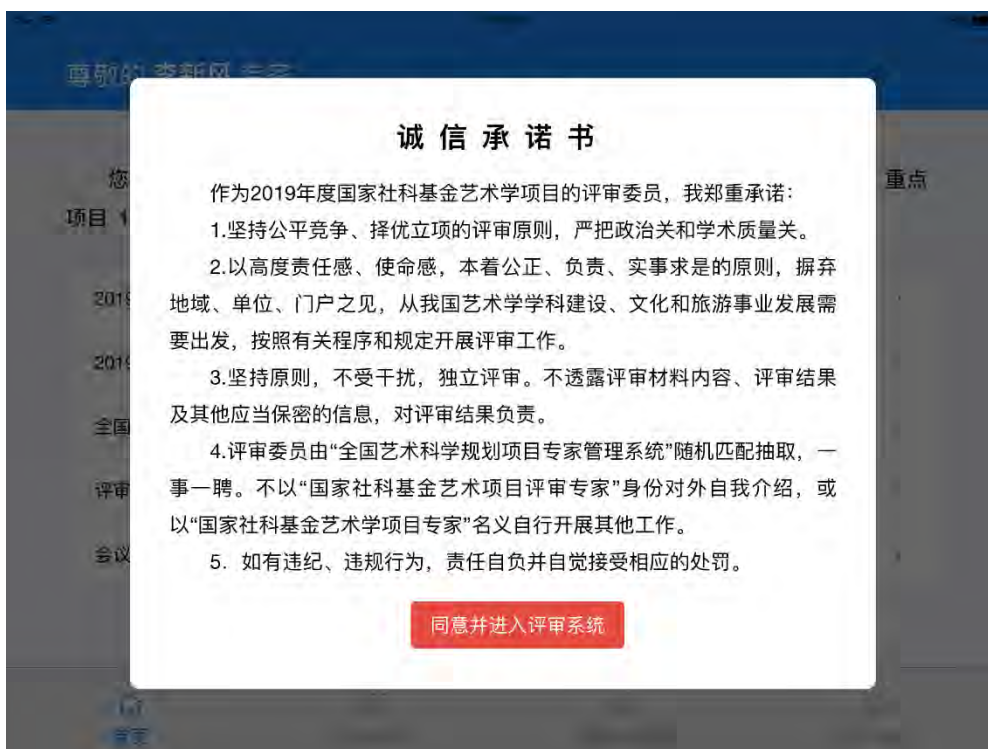 尊敬的 李新风 专家
诚 信 承 诺 书
作为2019年度国家社科基金艺术学项目的评审委员，我郑重承诺：
1.坚持公平竞争、择优立项的评审原则，严把政治关和学术质量关。
2.以高度责任感、使命感，本着公正、负责、实事求是的原则，摒弃
地域、单位、门户之见，从我国艺术学学科建设、文化和旅游事业发展需
要出发，按照有关程序和规定开展评审工作。
3.坚持原则，不受干扰，独立评审。不透露评审材料内容、评审结果
及其他应当保密的信息，对评审结果负责。
4.评审委员由“全国艺术科学规划项目专家管理系统”随机匹配抽取，一
事一聘。不以“国家社科基金艺术项目评审专家”身份对外自我介绍，或
以“国家社科基金艺术学项目专家”名义自行开展其他工作。
5. 如有违纪、违规行为，责任自负并自觉接受相应的处罚。
同意并进入评审系统
您
重点
项目
2019
2019
全国
评审
会议
首页